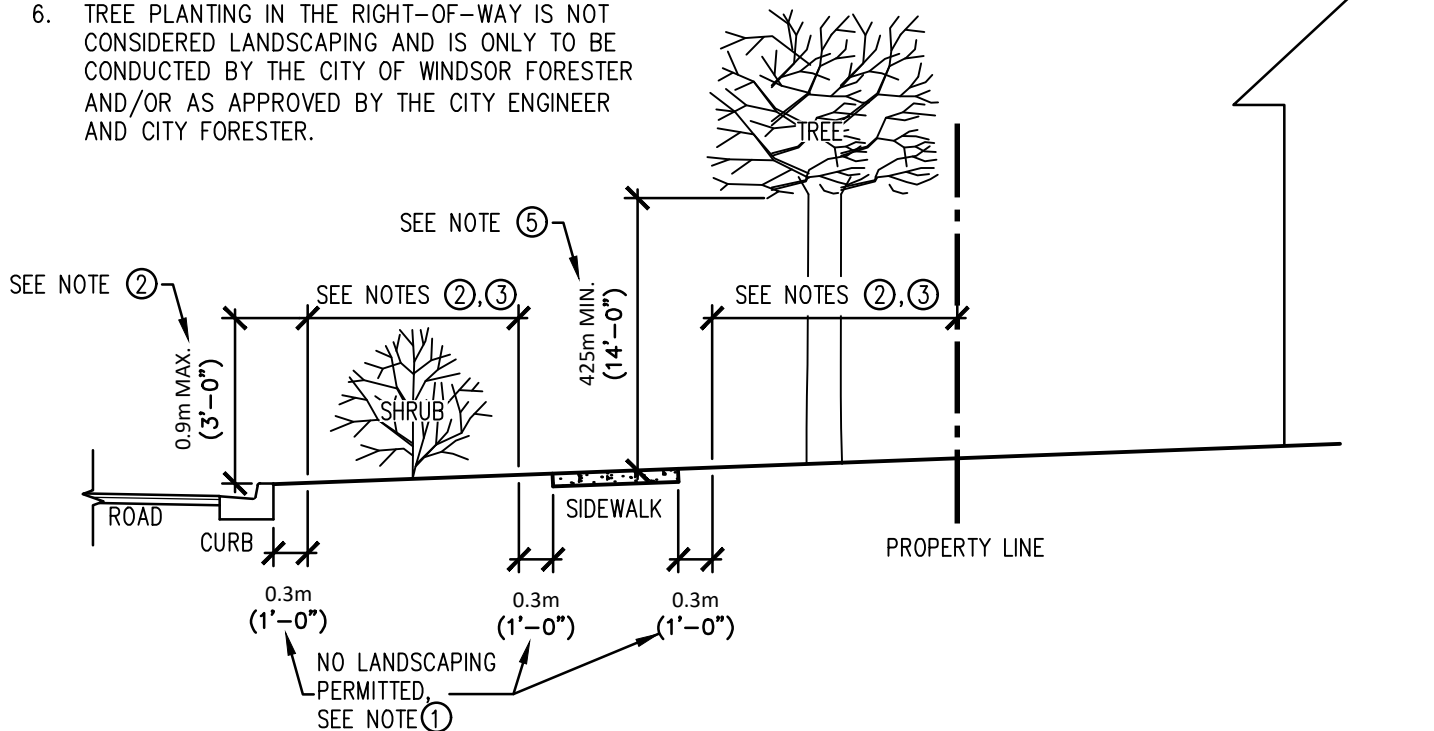 6. TREE PLANTING IN THE RIGHT-OF-WAY IS NOT
CONSIDERED LANDSCAPING AND IS ONLY TO BE
CONDUCTED BY THE CITY OF WINDSOR FORESTER
AND/OR AS APPROVED BY THE CITY ENGINEER
AND CITY FORESTER.
TREE
SEE NOTE 5
SEE NOTE 2
SEE NOTES 2,3
SEE NOTES 2,3
0.9m MAX.
(3'-0")
425m MIN.
(14'-0")
SHRUB
ROAD
CURB
SIDEWALK
PROPERTY LINE
0.3m
(1'-0")
0.3m
(1'-0")
0.3m
(1'-0")
NO LANDSCAPING
PERMITTED,
SEE NOTE 1